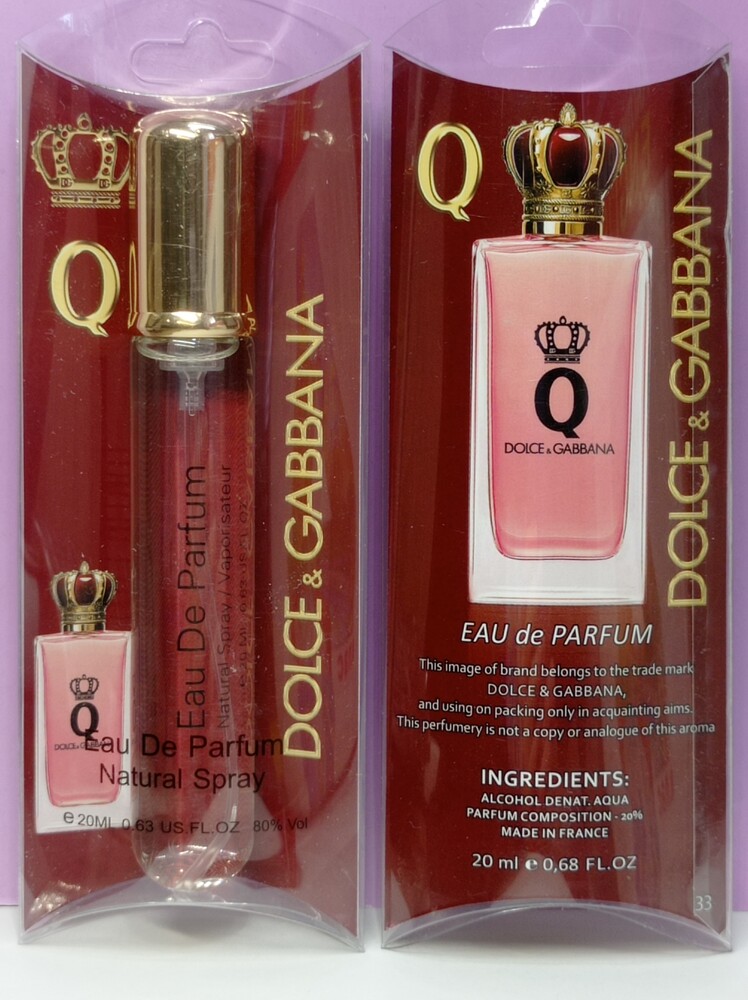 Q
DOLCE & GABBANA
Eau De Parfum
Natural Spray / Vaporisateur
Q
DOLCE & GABBANA
Eau De Parfum
Natural Spray
e 20Ml 0.63 US.FL.OZ 80% Vol
Q
DOLCE & GABBANA
Q
DOLCE & GABBANA
EAU de PARFUM
This image of brand belongs to the trade mark
DOLCE & GABBANA,
and using on packing only in acquainting aims.
This perfumery is not a copy or analogue of this aroma
INGREDIENTS:
ALCOHOL DENAT. AQUA
PARFUM COMPOSITION - 20%
MADE IN FRANCE
20 ml e 0,68 FL.OZ
33